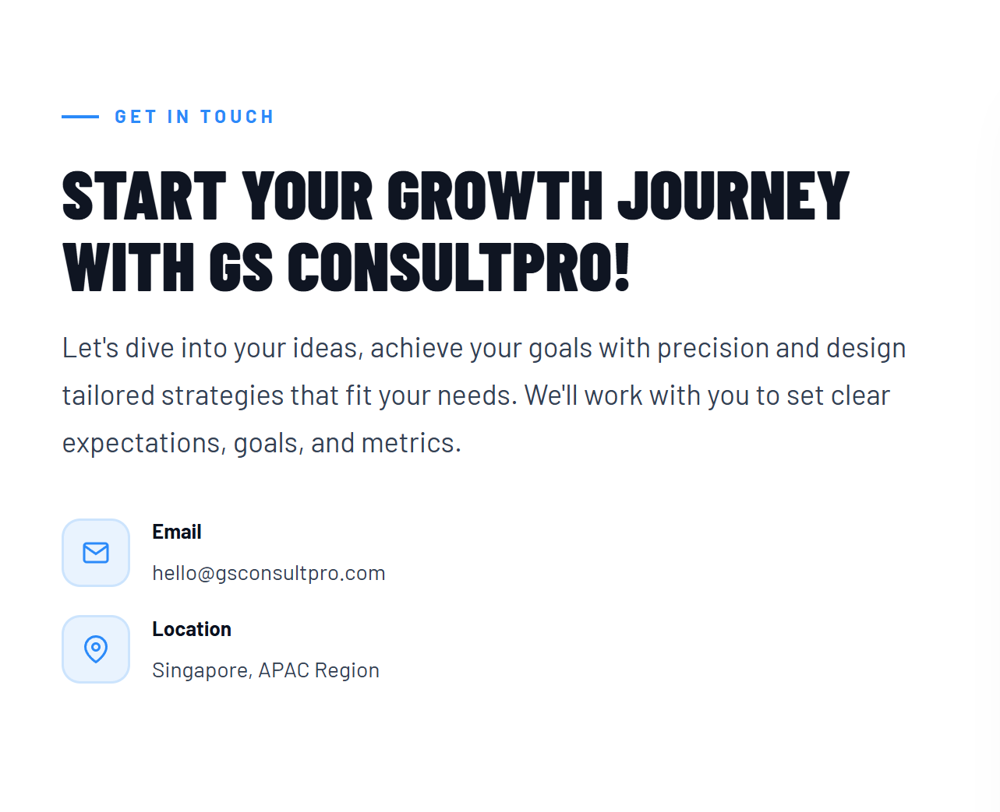 GET IN TOUCH
START YOUR GROWTH JOURNEY
WITH GS CONSULTPRO!
Let's dive into your ideas, achieve your goals with precision and design
tailored strategies that fit your needs. We'll work with you to set clear
expectations, goals, and metrics.
Email
hello@gsconsultpro.com
Location
Singapore, APAC Region